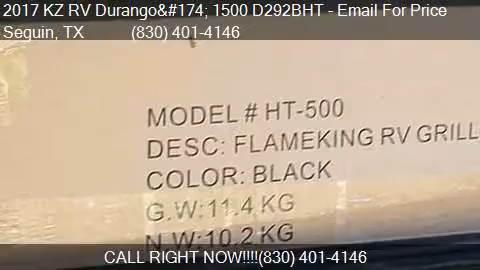 2017 KZ RV Durango&#174; 1500 D292BHT - Email For Price
Seguin, TX (830) 401-4146
MODEL # HT-500
DESC: FLAMEKING RV GRILL
COLOR: BLACK
G.W:11.4 KG
N.W:10.2 KG
CALL RIGHT NOW!!!!(830) 401-4146